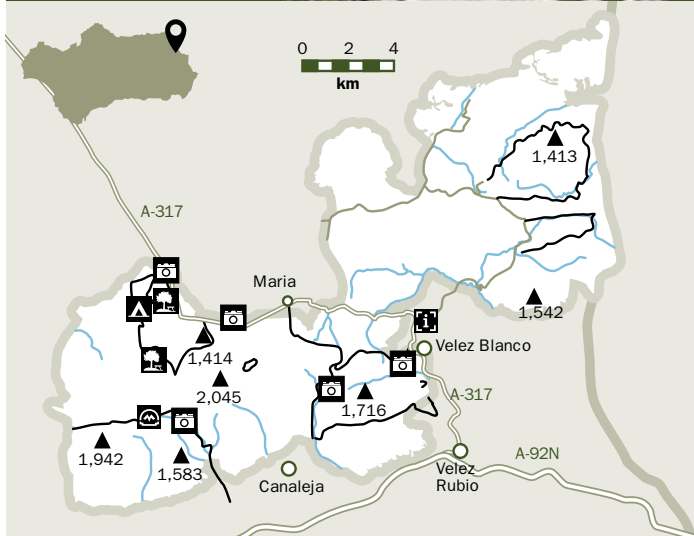 0 2 4
km
1,413
A-317
Maria
1,542
1,414
Velez Blanco
2,045
1,716
A-317
1,942
1,583
Canaleja
Velez
Rubio
A-92N